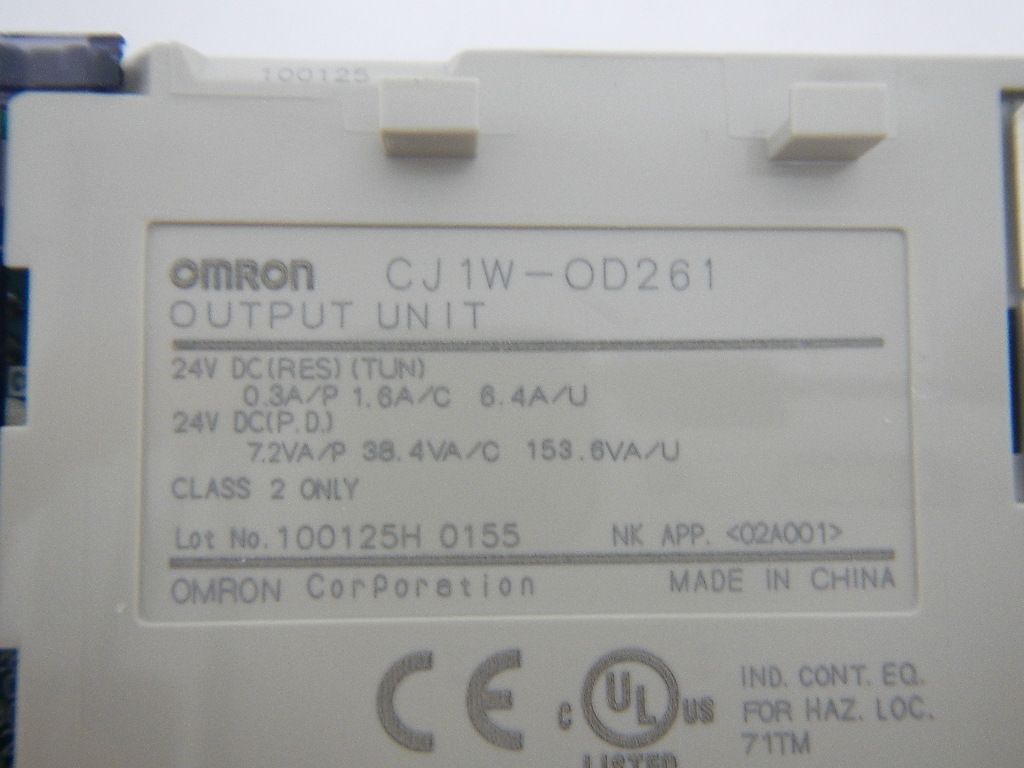 100125
OMRON CJ1W-OD261
OUTPUT UNIT
24V DC(RES)(TUN)
0.3A/P 1.6A/C 6.4A/U
24V DC(P.D.)
7.2VA/P 38.4VA/C 153.6VA/U
CLASS 2 ONLY
Lot No. 100125H 0155 NK APP. <02A001>
OMRON Corporation MADE IN CHINA
CE C UL US
LISTED
IND. CONT. EQ.
FOR HAZ. LOC.
71TM